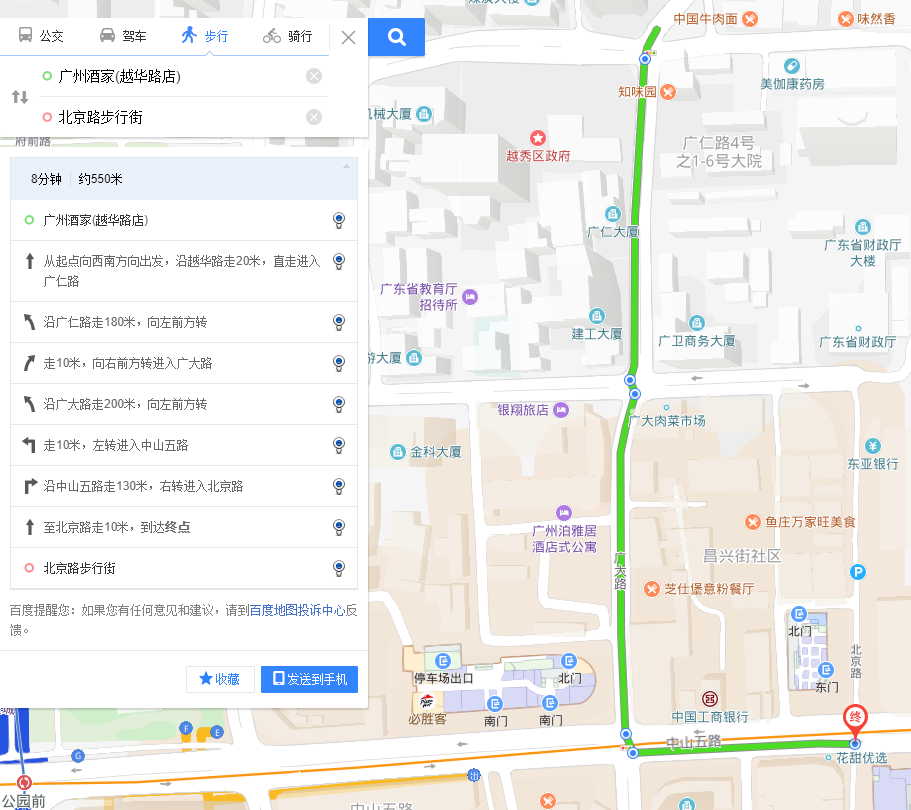 公交
驾车
步行
骑行
广州酒家(越华路店)
北京路步行街
府前路
8分钟
约550米
广州酒家(越华路店)
从起点向西南方向出发，沿越华路走20米，直走进入
广仁路
沿广仁路走180米，向左前方转
走10米，向右前方转进入广大路
沿广大路走200米，向左前方转
走10米，左转进入中山五路
沿中山五路走130米，右转进入北京路
至北京路走10米，到达终点
北京路步行街
百度提醒您：如果您有任何意见和建议，请到百度地图投诉中心反
馈。
收藏
发送到手机
中国牛肉面
味然香
美伽康药房
知味园
机械大厦
越秀区政府
广仁路4号
之1-6号大院
广仁大厦
广东省财政厅
大楼
广东省教育厅
招待所
建工大厦
广卫商务大厦
广东省财政厅
游大厦
银翔旅店
广大肉菜市场
金科大厦
东亚银行
广州泊雅居
酒店式公寓
鱼庄万家旺美食
昌兴街社区
广大路
P
芝仕堡意粉餐厅
北门
北京路
停车场出口
北门
东门
必胜客
南门
南门
中国工商银行
终
中山五路
花甜优选
F
E
G
公园前
中山五路